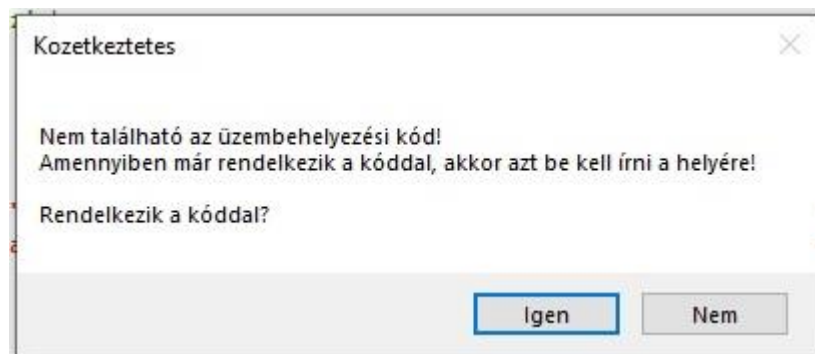 Kozetkeztetes
Nem található az üzembehelyezési kód!
Amennyiben már rendelkezik a kóddal, akkor azt be kell írni a helyére!
Rendelkezik a kóddal?
Igen
Nem